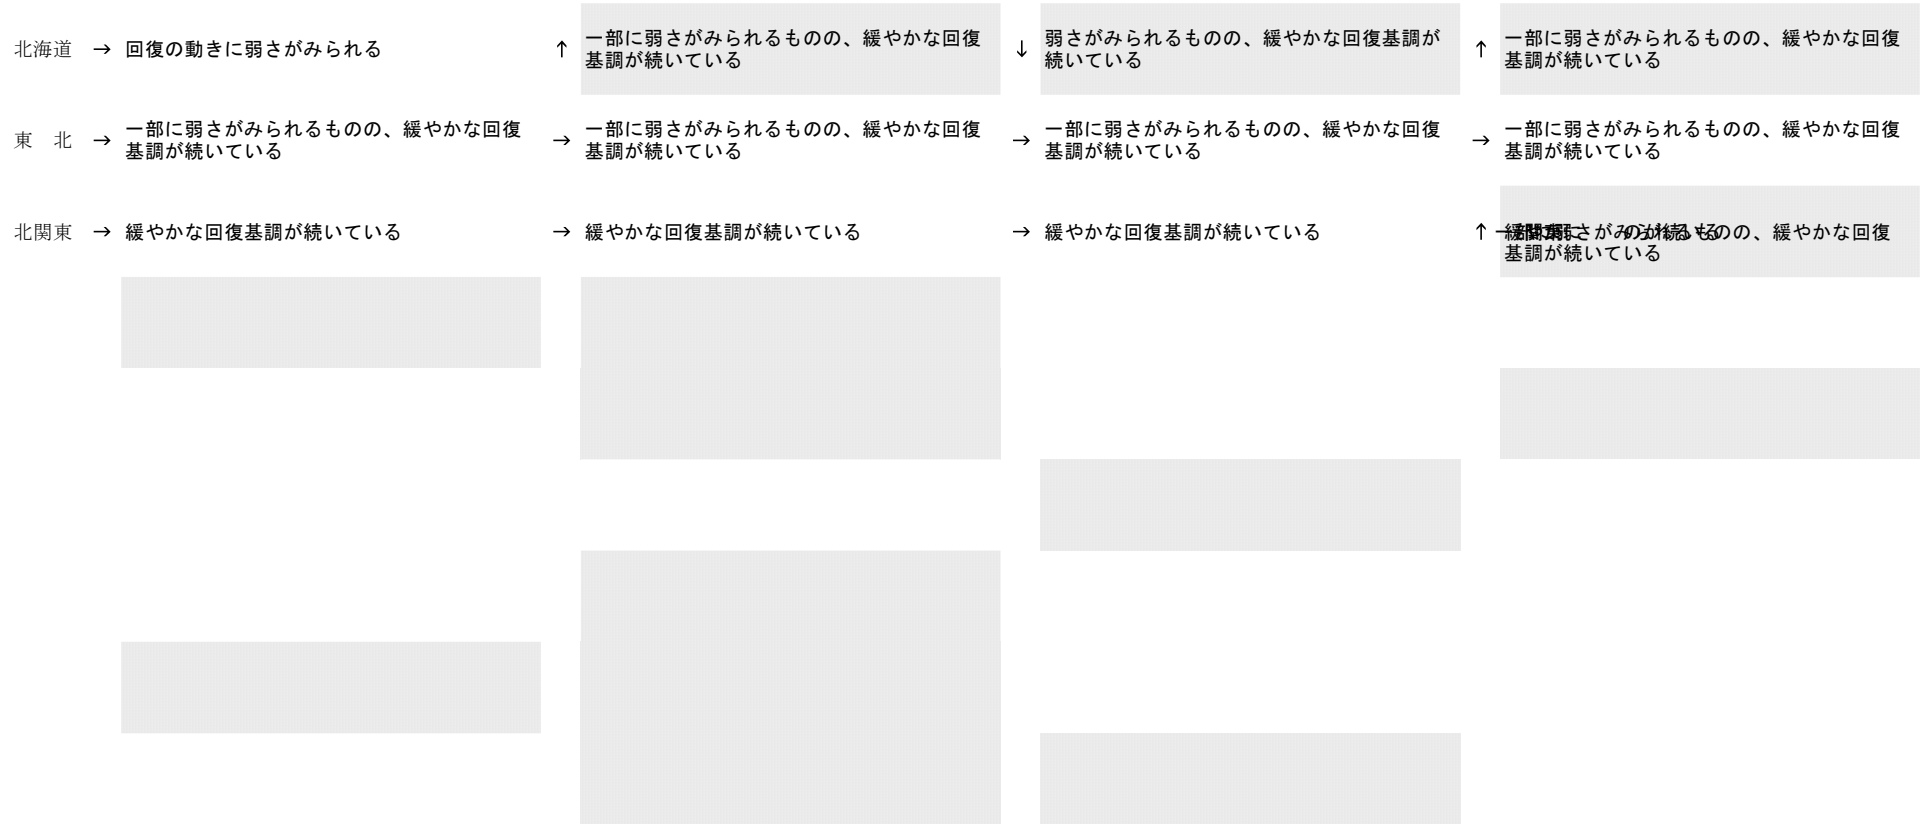 北海道 → 回復の動きに弱さがみられる ↑ 一部に弱さがみられるものの、緩やかな回復
基調が続いている ↓ 弱さがみられるものの、緩やかな回復基調が
続いている ↑ 一部に弱さがみられるものの、緩やかな回復
基調が続いている
東 北 → 一部に弱さがみられるものの、緩やかな回復
基調が続いている → 一部に弱さがみられるものの、緩やかな回復
基調が続いている → 一部に弱さがみられるものの、緩やかな回復
基調が続いている → 一部に弱さがみられるものの、緩やかな回復
基調が続いている
北関東 → 緩やかな回復基調が続いている → 緩やかな回復基調が続いている → 緩やかな回復基調が続いている ↑ のの、緩やかな回復
基調が続いている